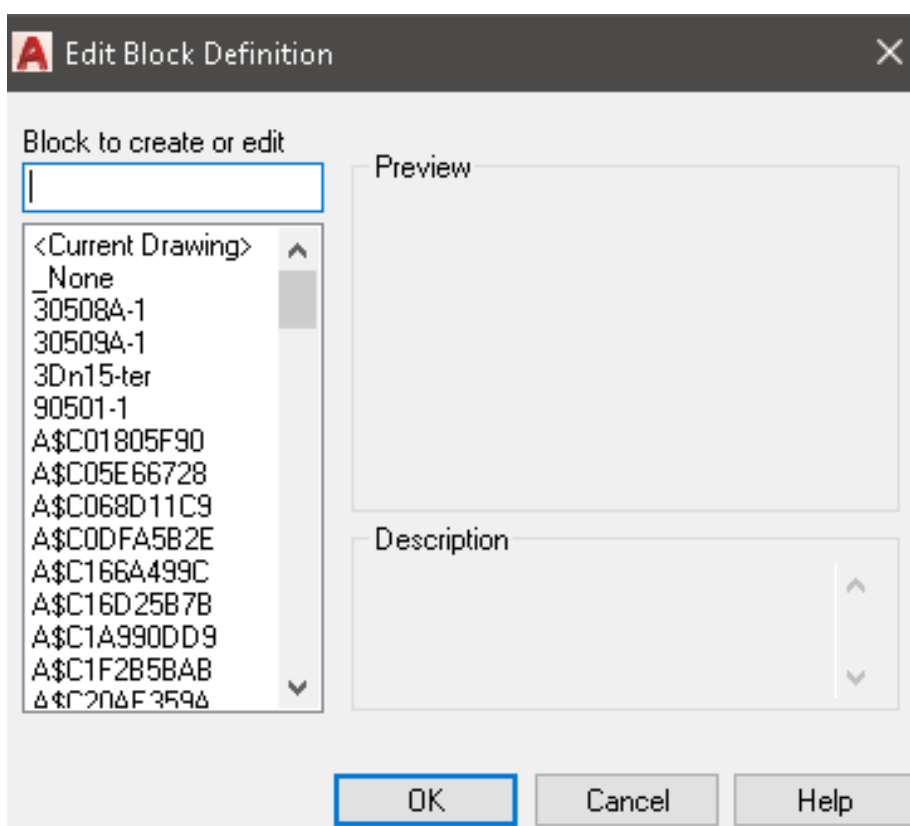 Edit Block Definition
Block to create or edit
<Current Drawing>
_None
30508A-1
30509A-1
3Dn15-ter
90501-1
A$C01805F90
A$C05E66728
A$C068D11C9
A$C0DFA5B2E
A$C166A499C
A$C16D25B7B
A$C1A990DD9
A$C1F2B5BAB
A$C20AE359A
Preview
Description
OK
Cancel
Help